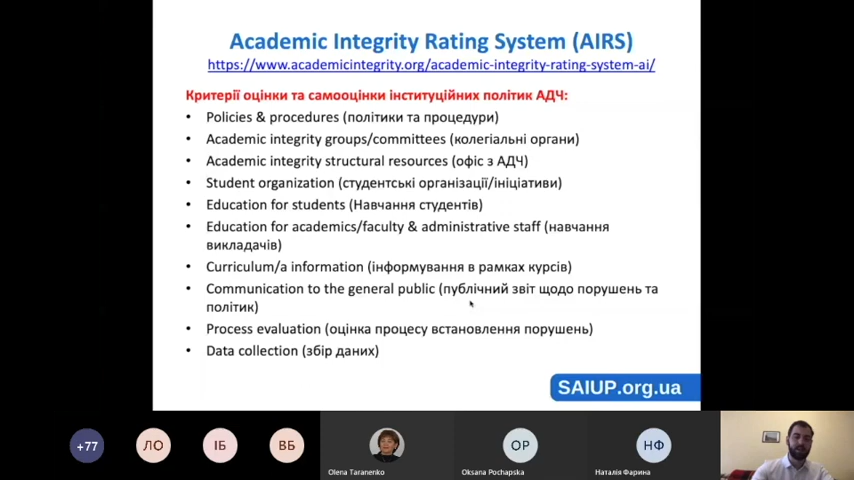 Academic Integrity Rating System (AIRS)
https://www.academicintegrity.org/academic-integrity-rating-system-ai/
Критерії оцінки та самооцінки інституційних політик АДЧ:
• Policies & procedures (політики та процедури)
• Academic integrity groups/committees (колегіальні органи)
• Academic integrity structural resources (офіс з АДЧ)
• Student organization (студентські організації/ініціативи)
• Education for students (Навчання студентів)
• Education for academics/faculty & administrative staff (навчання
викладачів)
• Curriculum/a information (інформування в рамках курсів)
• Communication to the general public (публічний звіт щодо порушень та
політик)
• Process evaluation (оцінка процесу встановлення порушень)
• Data collection (збір даних)
SAIUP.org.ua
+77 ЛО ІБ ВБ OP НФ
Olena Taranenko Oksana Pochapska Наталія Фарина